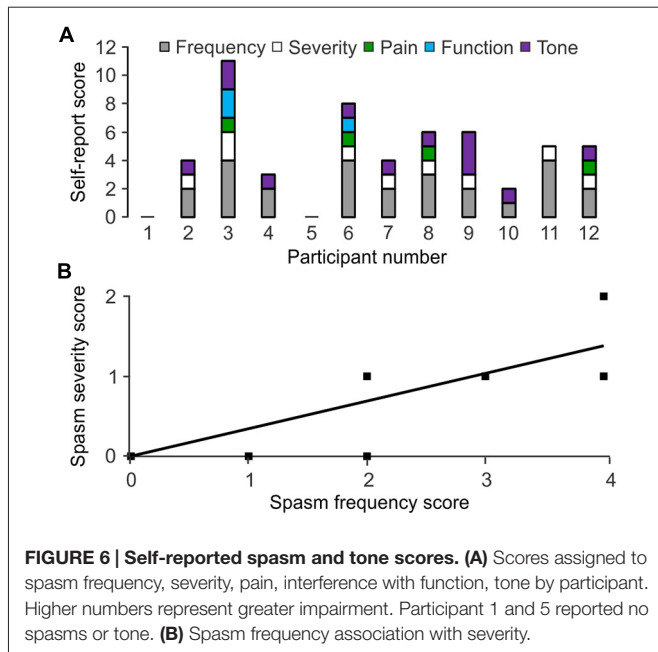 A
Frequency Severity Pain Function Tone
12
10
8
6
4
2
0
Self-report score
1 2 3 4 5 6 7 8 9 10 11 12
Participant number
B
2
1
0
Spasm severity score
0 1 2 3 4
Spasm frequency score
FIGURE 6 | Self-reported spasm and tone scores. (A) Scores assigned to
spasm frequency, severity, pain, interference with function, tone by participant.
Higher numbers represent greater impairment. Participant 1 and 5 reported no
spasms or tone. (B) Spasm frequency association with severity.